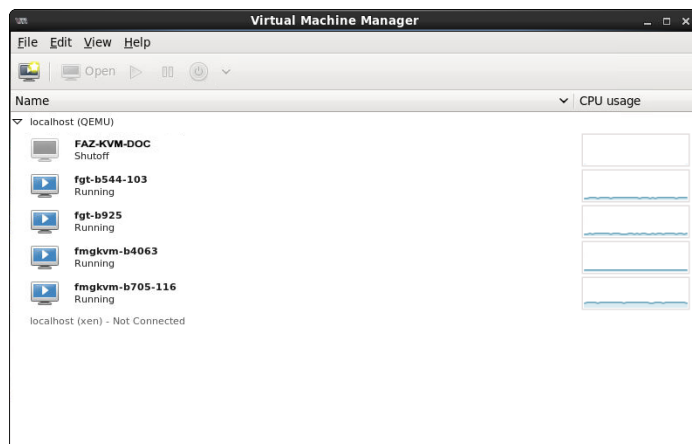 Virtual Machine Manager
File Edit View Help
Open
Name CPU usage
localhost (QEMU)
FAZ-KVM-DOC
Shutoff
fgt-b544-103
Running
fgt-b925
Running
fmgkvm-b4063
Running
fmgkvm-b705-116
Running
localhost (xen) - Not Connected